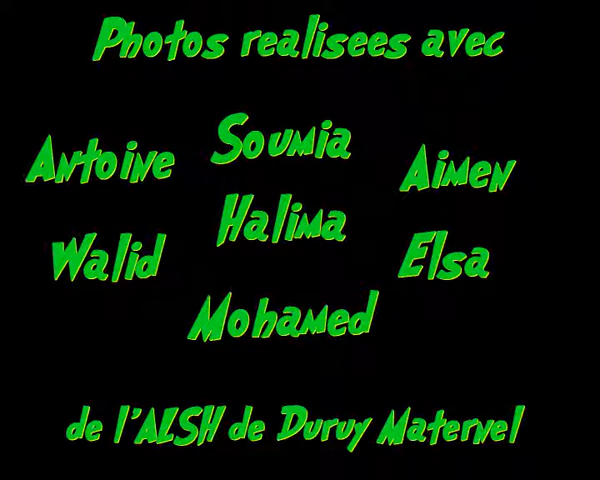 Photos realisees avec
Soumia
Antoine
Aimen
Halima
Walid
Elsa
Mohamed
de l'ALSH de Duruy Maternel